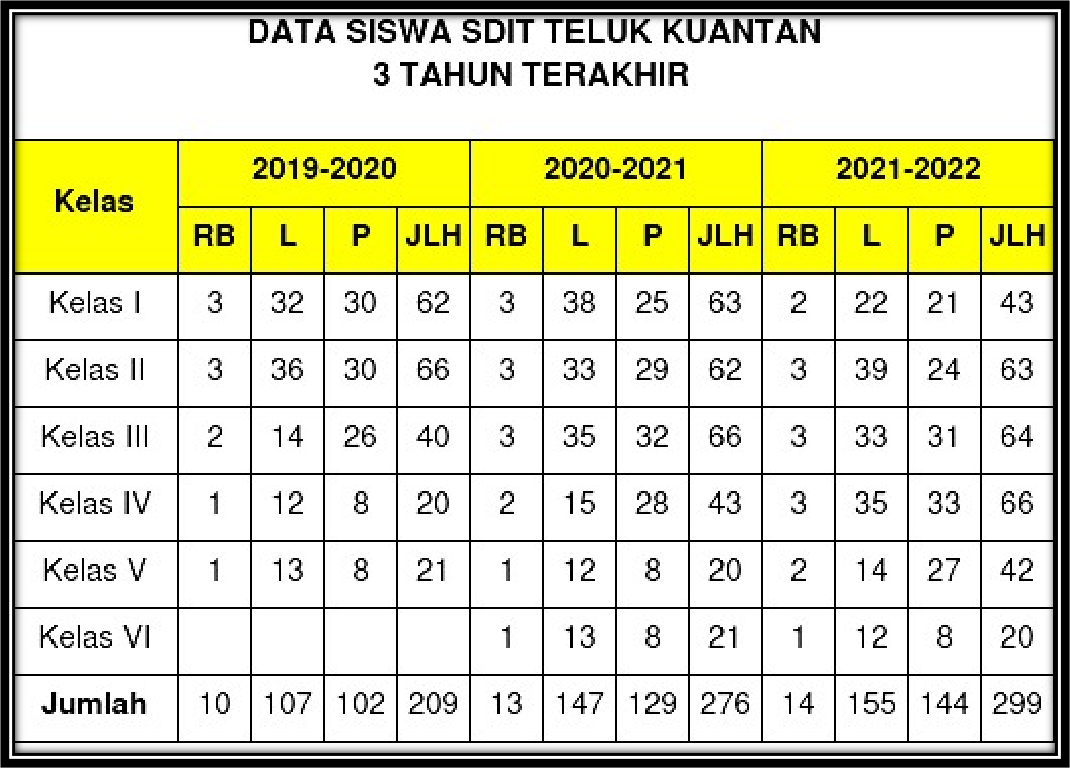 DATA SISWA SDIT TELUK KUANTAN
3 TAHUN TERAKHIR
Kelas 2019-2020 2020-2021 2021-2022
RB L P JLH RB L P JLH RB L P JLH
Kelas I 3 32 30 62 3 38 25 63 2 22 21 43
Kelas II 3 36 30 66 3 33 29 62 3 39 24 63
Kelas III 2 14 26 40 3 35 32 66 3 33 31 64
Kelas IV 1 12 8 20 2 15 28 43 3 35 33 66
Kelas V 1 13 8 21 1 12 8 20 2 14 27 42
Kelas VI 1 13 8 21 1 12 8 20
Jumlah 10 107 102 209 13 147 129 276 14 155 144 299